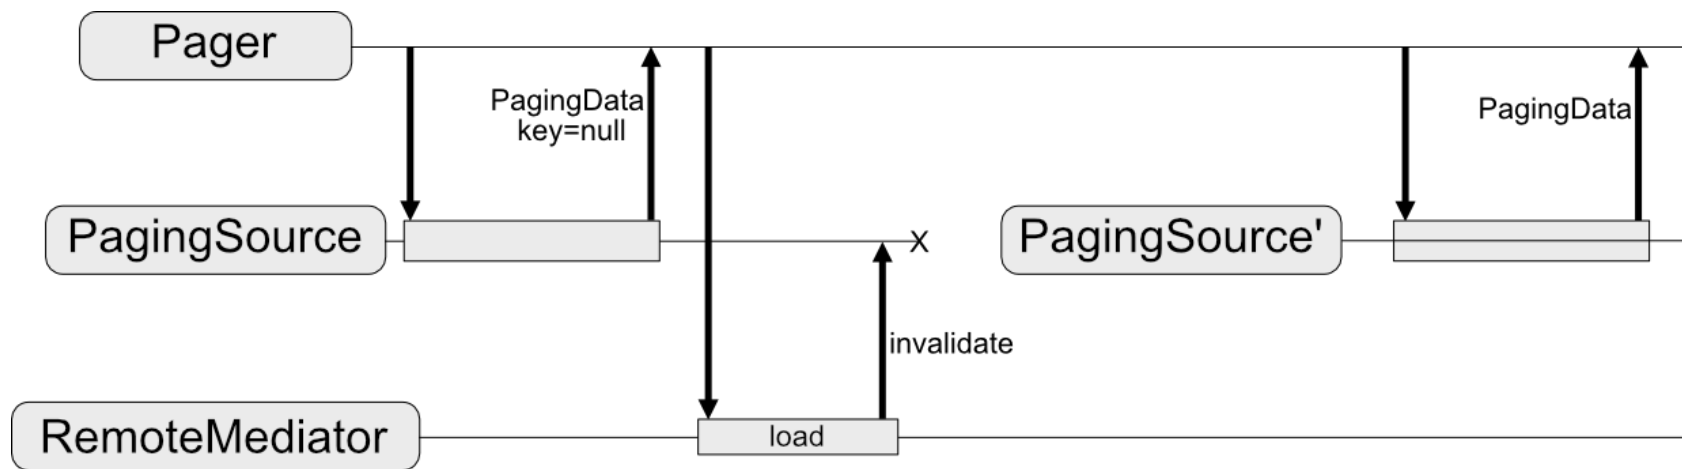 Pager
PagingData
key=null
PagingData
PagingSource
X
PagingSource'
invalidate
RemoteMediator
load